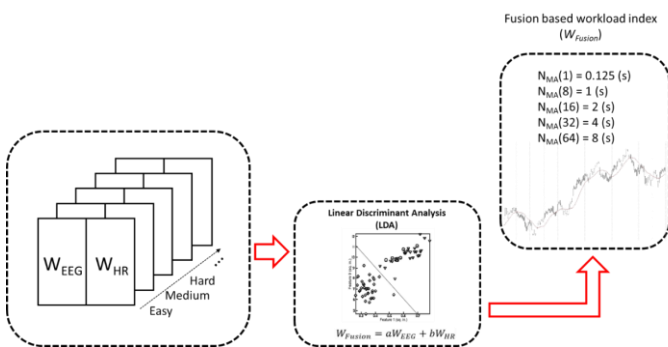 Fusion based workload index
(W_Fusion)
N_MA(1) = 0.125 (s)
N_MA(8) = 1 (s)
N_MA(16) = 2 (s)
N_MA(32) = 4 (s)
N_MA(64) = 8 (s)
W_EEG W_HR
Hard
Medium
Easy
...
Linear Discriminant Analysis
(LDA)
W_Fusion = aW_EEG + bW_HR